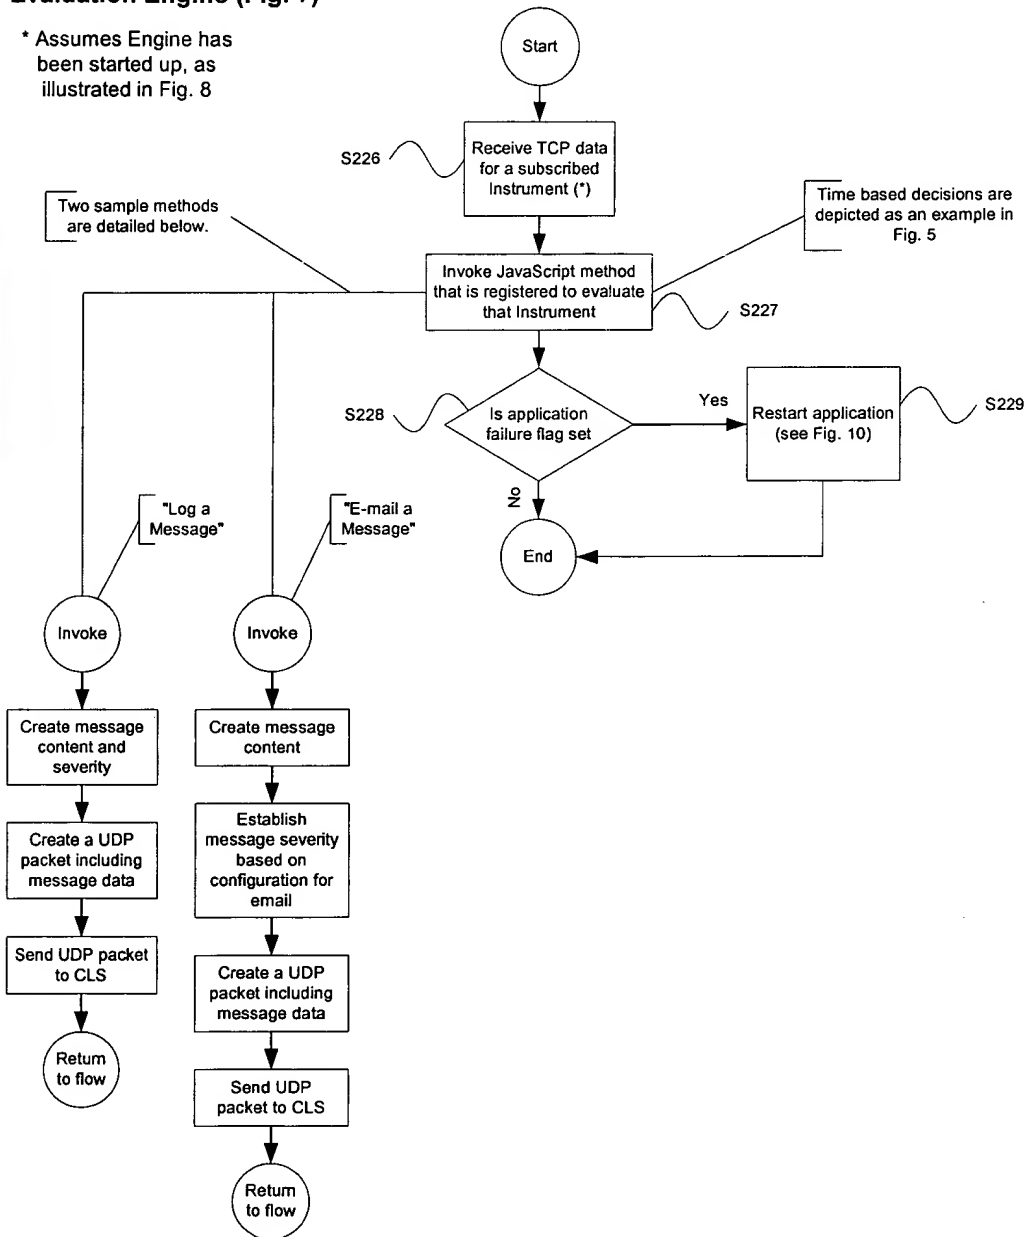 Evaluation Engine (Fig. 7)
* Assumes Engine has
been started up, as
illustrated in Fig. 8
Start
S226
Receive TCP data
for a subscribed
Instrument (*)
Two sample methods
are detailed below.
Time based decisions are
depicted as an example in
Fig. 5
Invoke JavaScript method
that is registered to evaluate
that Instrument
S227
S228
Is application
failure flag set
Yes
Restart application
(see Fig. 10)
S229
No
End
"Log a
Message"
"E-mail a
Message"
Invoke
Invoke
Create message
content and
severity
Create a UDP
packet including
message data
Send UDP packet
to CLS
Return
to flow
Create message
content
Establish
message severity
based on
configuration for
email
Create a UDP
packet including
message data
Send UDP
packet to CLS
Return
to flow